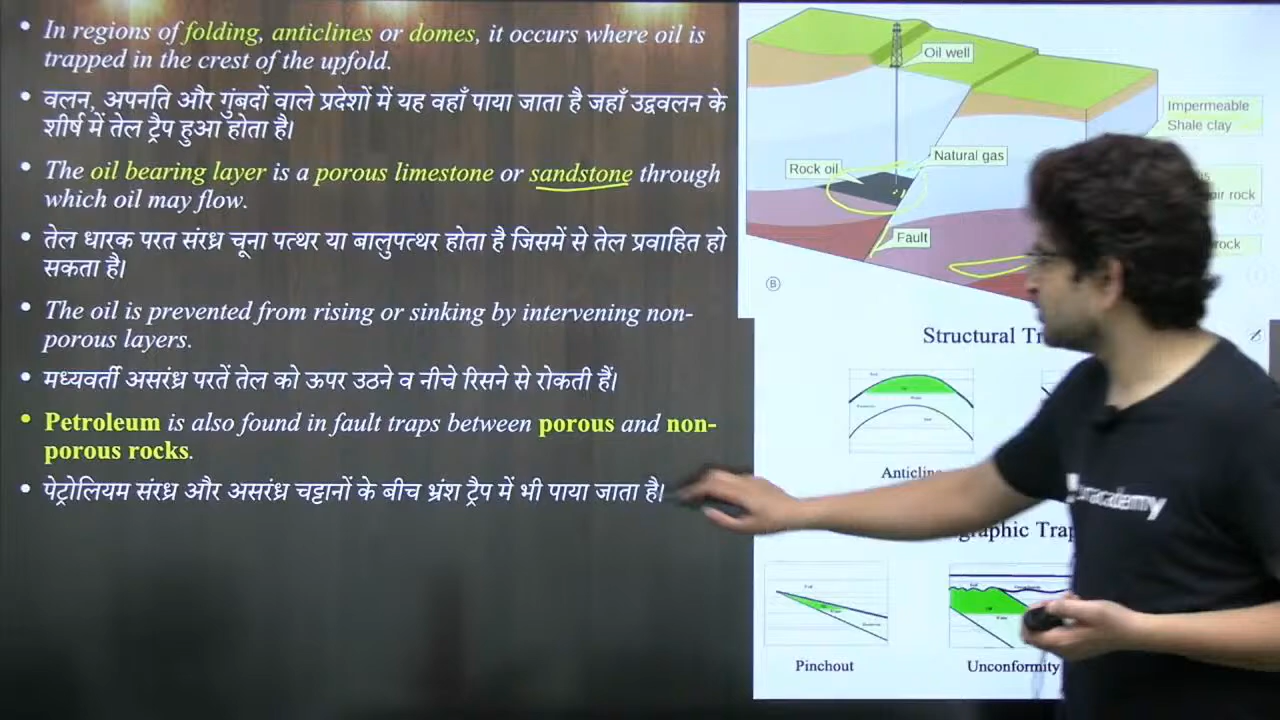 • In regions of folding, anticlines or domes, it occurs where oil is
trapped in the crest of the upfold.
• वलन, अपनति और गुंबदों वाले प्रदेशों में यह वहाँ पाया जाता है जहाँ उद्ववलन के
शीर्ष में तेल ट्रैप हुआ होता है।
• The oil bearing layer is a porous limestone or sandstone through
which oil may flow.
• तेल धारक परत संरध्र चूना पत्थर या बालुपत्थर होता है जिसमें से तेल प्रवाहित हो
सकता है।
• The oil is prevented from rising or sinking by intervening non-
porous layers.
• मध्यवर्ती असरंध्र परतें तेल को ऊपर उठने व नीचे रिसने से रोकती हैं।
• Petroleum is also found in fault traps between porous and non-
porous rocks.
• पेट्रोलियम संरध्र और असरंध्र चट्टानों के बीच भ्रंश ट्रैप में भी पाया जाता है।
Oil well
Impermeable
Shale clay
Natural gas
Rock oil
rock
Fault
rock
B
Structural
Unconformity
Pinchout